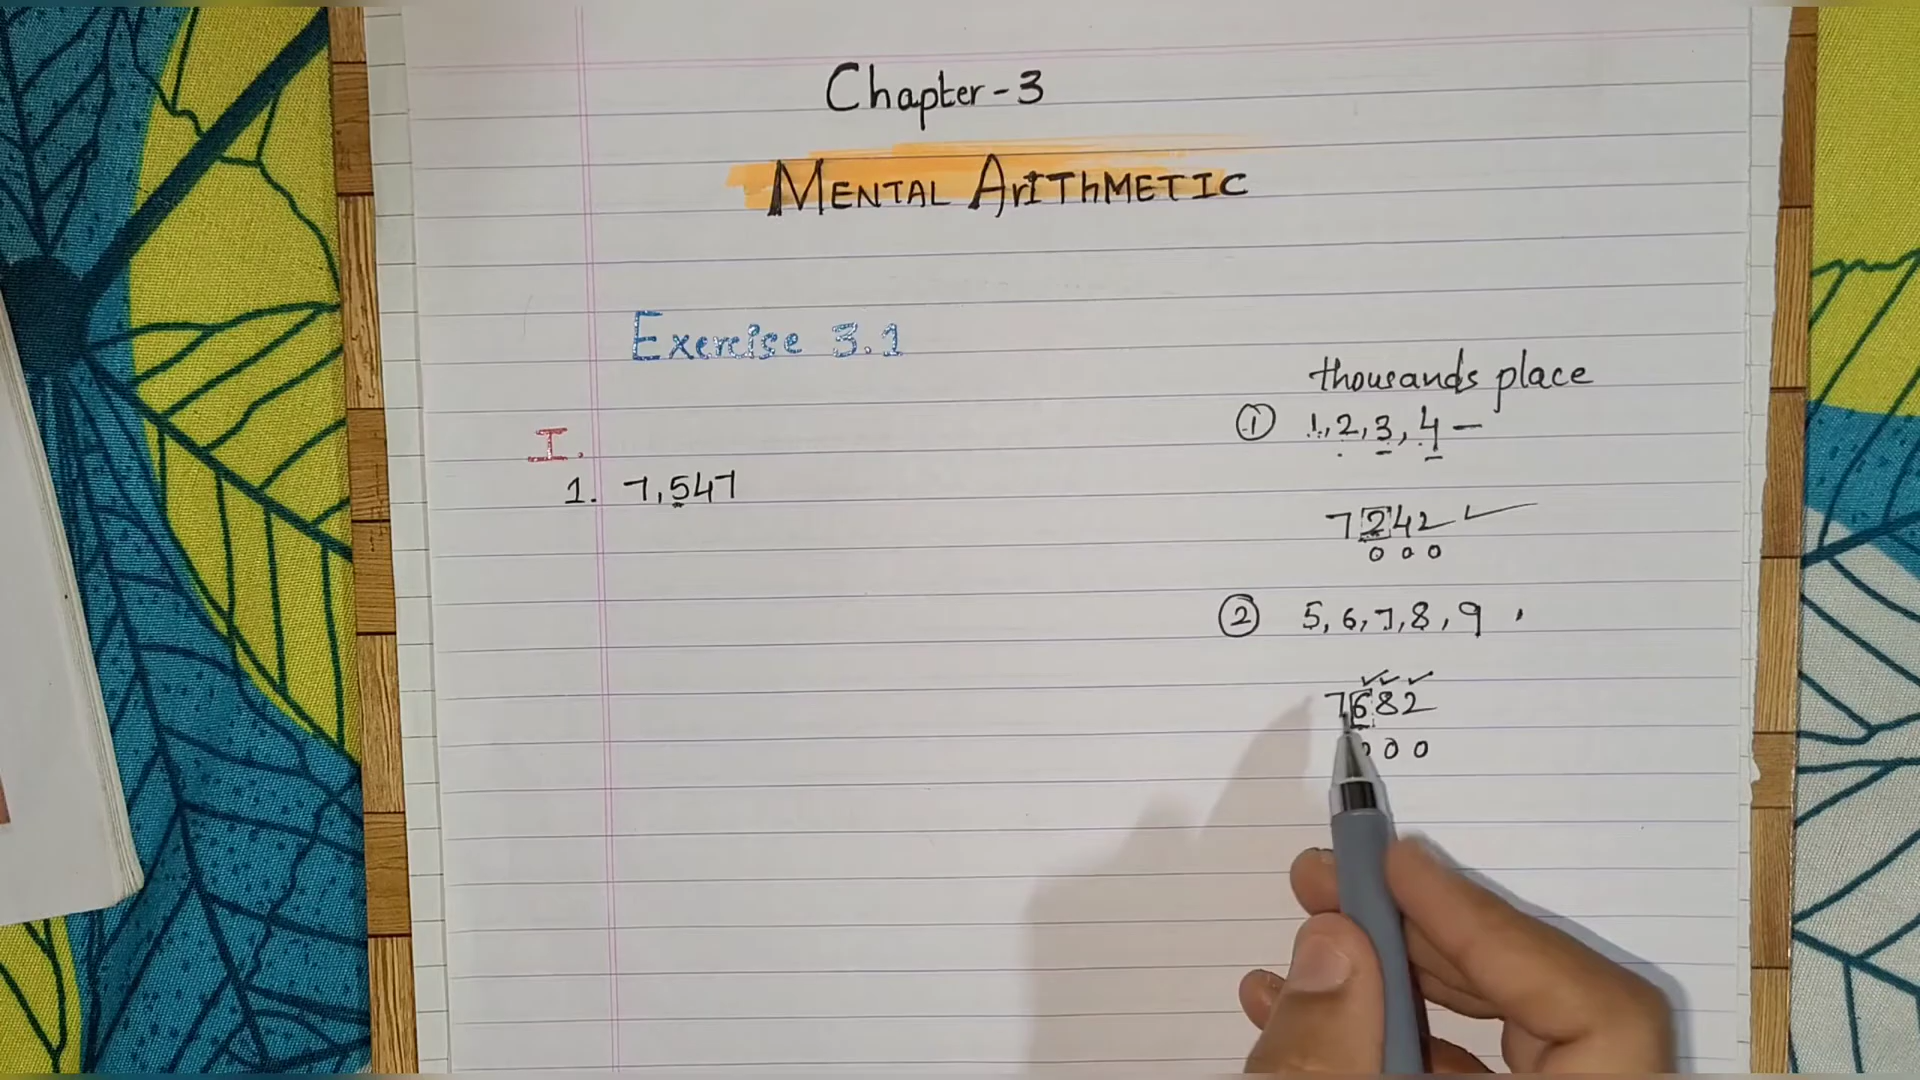 Chapter-3
MENTAL ArIThMETIC
Exercise 3.1
I.
1. 7,547
thousands place
① 1,2,3,4 –
7242 ✓
000
② 5,6,7,8,9 ,
✓✓ ✓
7682
000